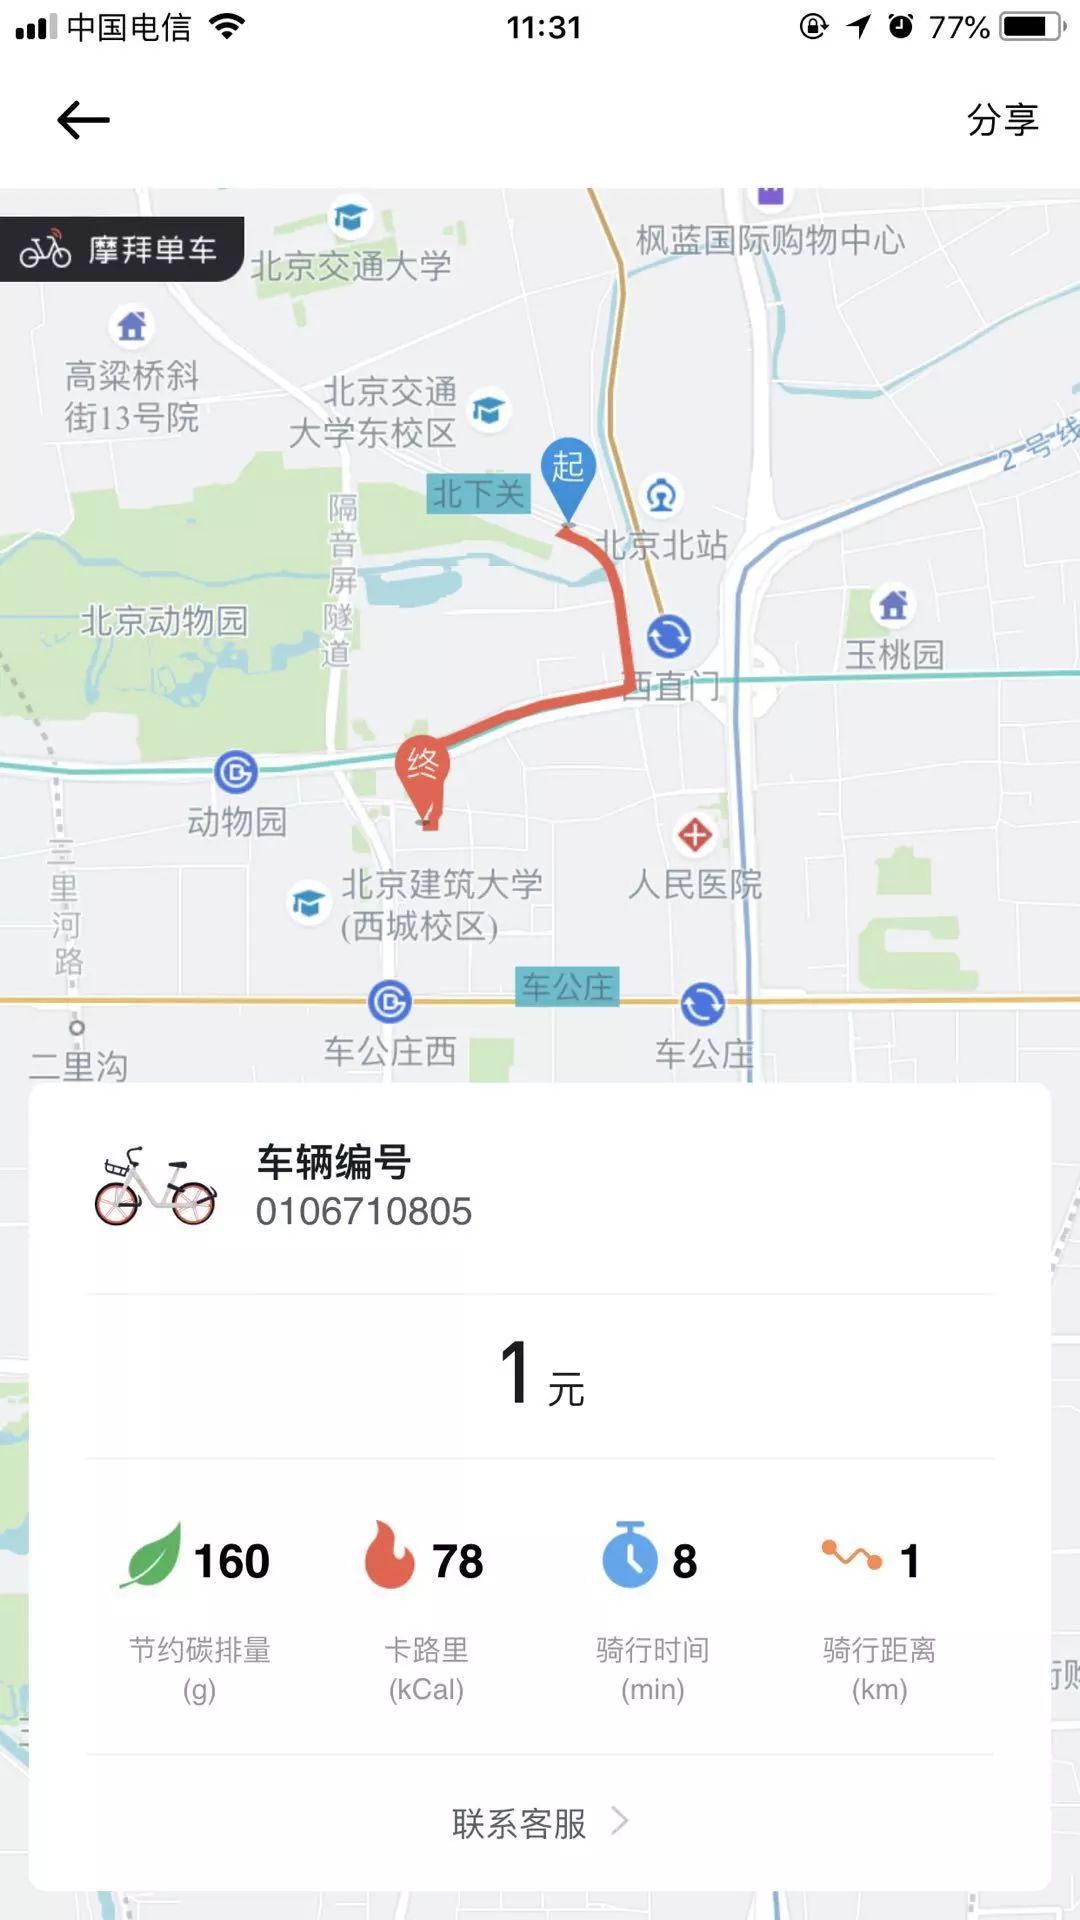 中国电信
11:31
77%
分享
摩拜单车
北京交通大学
枫蓝国际购物中心
高粱桥斜
街13号院
北京交通
大学东校区
2号线
起
北下关
隔音屏隧道
北京北站
北京动物园
玉桃园
西直门
终
动物园
三里河路
人民医院
北京建筑大学
(西城校区)
车公庄
车公庄西
车公庄
二里沟
车辆编号
0106710805
1 元
160
78
8
1
节约碳排量
(g)
卡路里
(kCal)
骑行时间
(min)
骑行距离
(km)
联系客服